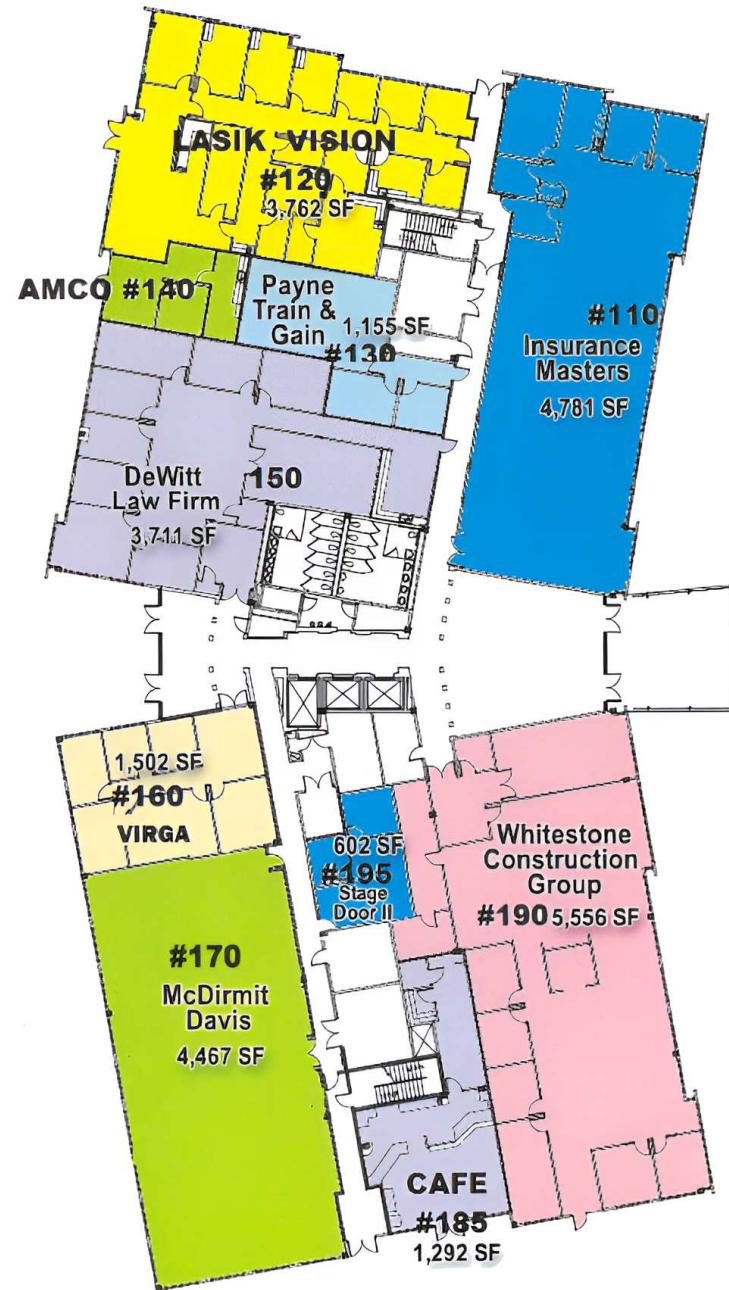 LASIK VISION
#120
3,762 SF
AMCO #140
Payne
Train &
Gain
1,155 SF
#130
#110
Insurance
Masters
4,781 SF
DeWitt
Law Firm
150
3,711 SF
1,502 SF
#160
VIRGA
602 SF
#195
Stage
Door II
Whitestone
Construction
Group
#190 5,556 SF
#170
McDirmit
Davis
4,467 SF
CAFE
#185
1,292 SF